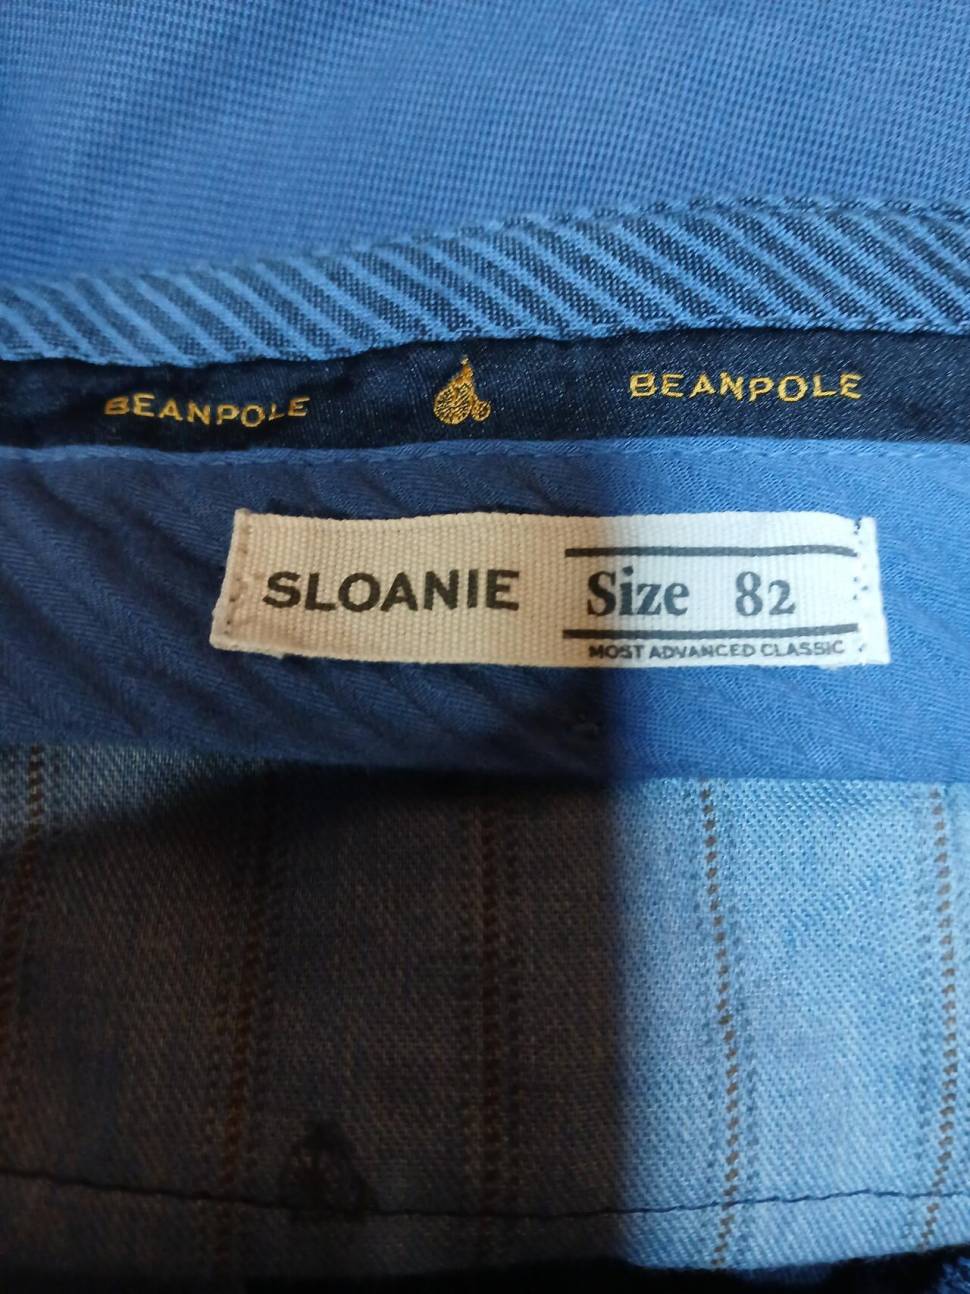 BEANPOLE BEANPOLE
SLOANIE Size 82
MOST ADVANCED CLASSIC